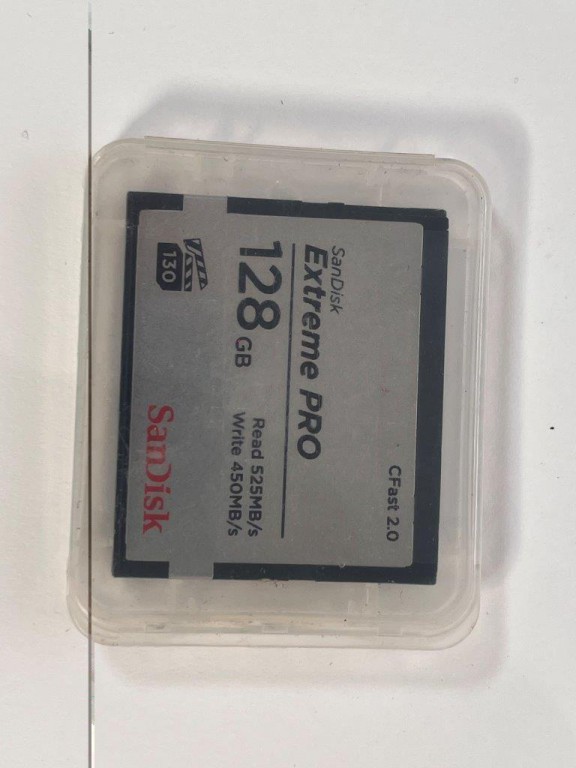 SanDisk
Extreme PRO
CFast 2.0
128 GB
Read 525MB/s
Write 450MB/s
130
SanDisk